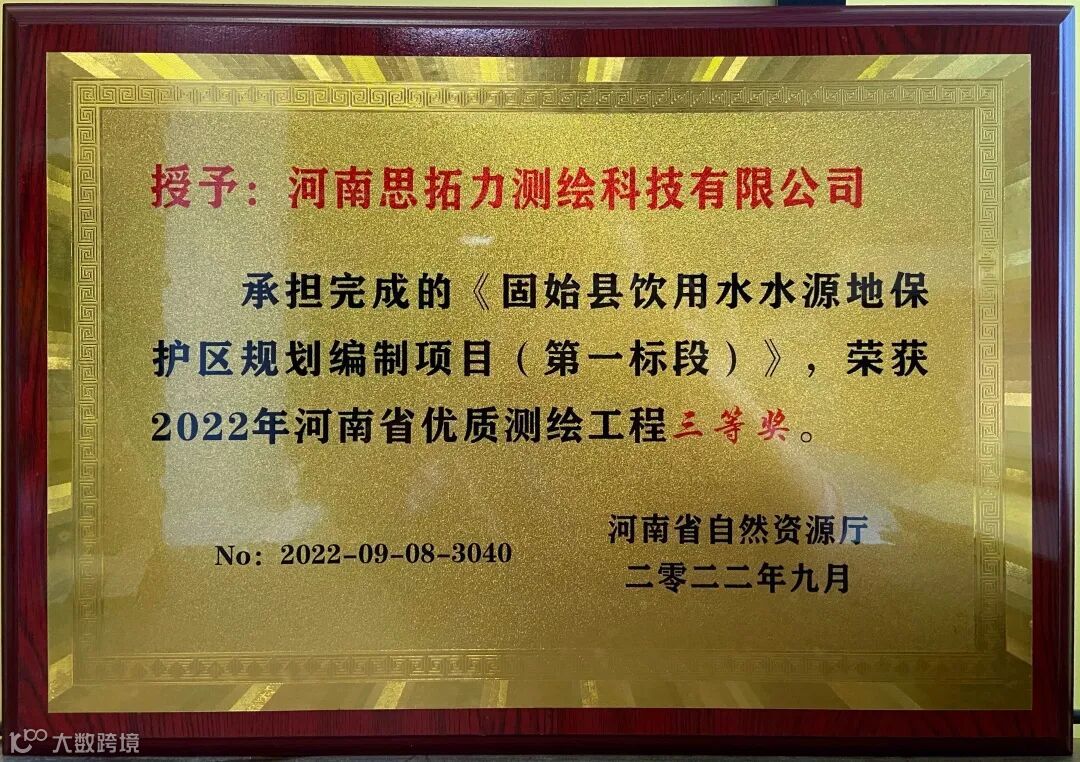 授予：河南思拓力测绘科技有限公司
承担完成的《固始县饮用水水源地保
护区规划编制项目（第一标段）》，荣获
2022年河南省优质测绘工程三等奖。
No：2022-09-08-3040
河南省自然资源厅
二零二二年九月
大数跨境